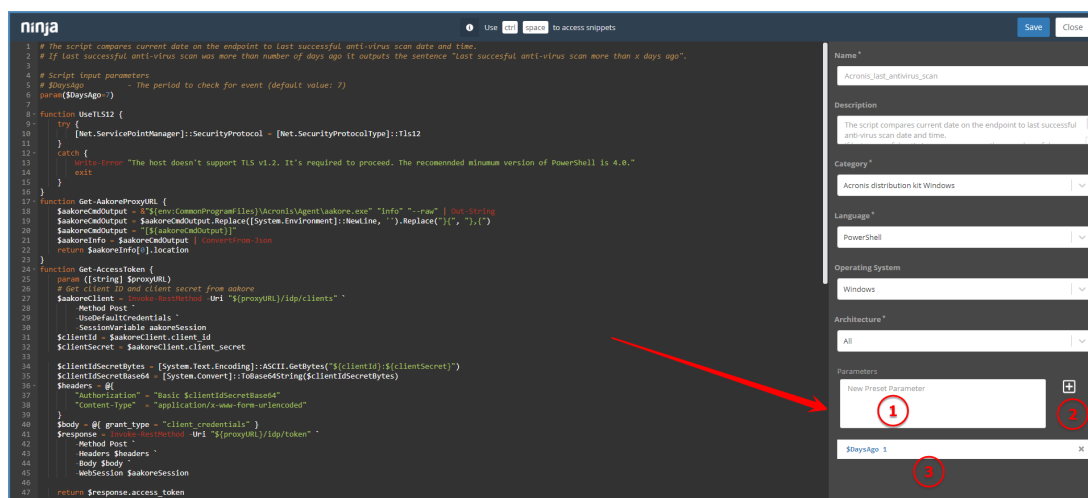 ninja
Use ctrl space to access snippets
Save
Close
1 # The script compares current date on the endpoint to last successful anti-virus scan date and time.
2 # If last successful anti-virus scan was more than number of days ago it outputs the sentence "Last succesful anti-virus scan more than x days ago".
3
4 # Script input parameters
5 # $DaysAgo - The period to check for event (default value: 7)
6 param($DaysAgo=7)
7
8 function UseTLS12 {
9 try {
10 [Net.ServicePointManager]::SecurityProtocol = [Net.SecurityProtocolType]::Tls12
11 }
12 catch {
13 Write-Error "The host doesn't support TLS v1.2. It's required to proceed. The recomennded minumum version of PowerShell is 4.0."
14 exit
15 }
16 }
17 function Get-AakoreProxyURL {
18 $aakoreCmdOutput = &"${env:CommonProgramFiles}\Acronis\Agent\aakore.exe" "info" "--raw" | Out-String
19 $aakoreCmdOutput = $aakoreCmdOutput.Replace([System.Environment]::NewLine, '').Replace("}{", "},{")
20 $aakoreCmdOutput = "[${aakoreCmdOutput}]"
21 $aakoreInfo = $aakoreCmdOutput | ConvertFrom-Json
22 return $aakoreInfo[0].location
23 }
24 function Get-AccessToken {
25 param ([string] $proxyURL)
26 # Get client ID and client secret from aakore
27 $aakoreClient = Invoke-RestMethod -Uri "${proxyURL}/idp/clients" `
28 -Method Post `
29 -UseDefaultCredentials `
30 -SessionVariable aakoreSession
31 $clientId = $aakoreClient.client_id
32 $clientSecret = $aakoreClient.client_secret
33
34 $clientIdSecretBytes = [System.Text.Encoding]::ASCII.GetBytes("${clientId}:${clientSecret}")
35 $clientIdSecretBase64 = [System.Convert]::ToBase64String($clientIdSecretBytes)
36 $headers = @{
37 "Authorization" = "Basic $clientIdSecretBase64"
38 "Content-Type" = "application/x-www-form-urlencoded"
39 }
40 $body = @{ grant_type = "client_credentials" }
41 $response = Invoke-RestMethod -Uri "${proxyURL}/idp/token" `
42 -Method Post `
43 -Headers $headers `
44 -Body $body `
45 -WebSession $aakoreSession
46
47 return $response.access_token
Name *
Acronis_last_antivirus_scan
Description
The script compares current date on the endpoint to last successful
anti-virus scan date and time.
Category *
Acronis distribution kit Windows
Language *
PowerShell
Operating System
Windows
Architecture *
All
Parameters
New Preset Parameter
1
2
$DaysAgo 1
3